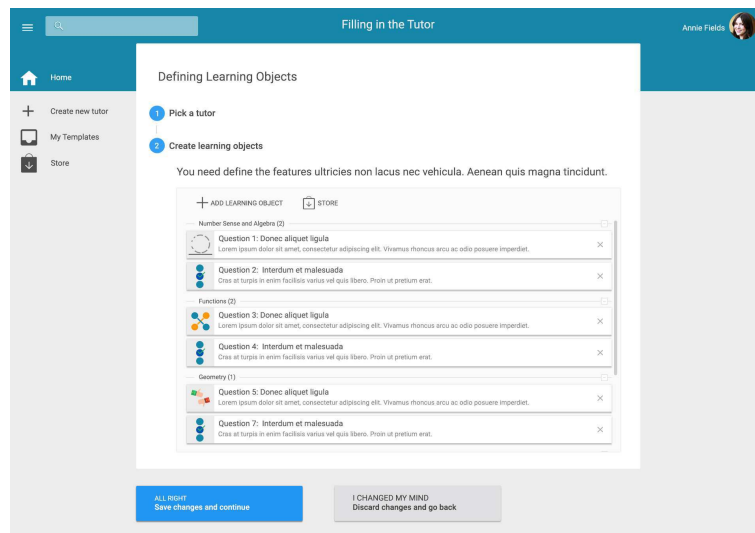 Filling in the Tutor
Annie Fields
Home
Create new tutor
My Templates
Store
Defining Learning Objects
1 Pick a tutor
2 Create learning objects
You need define the features ultricies non lacus nec vehicula. Aenean quis magna tincidunt.
ADD LEARNING OBJECT STORE
Number Sense and Algebra (2)
Question 1: Donec aliquet ligula
Lorem ipsum dolor sit amet, consectetur adipiscing elit. Vivamus rhoncus arcu ac odio posuere imperdiet.
Question 2: Interdum et malesuada
Cras at turpis in enim facilisis varius vel quis libero. Proin ut pretium erat.
Functions (2)
Question 3: Donec aliquet ligula
Lorem ipsum dolor sit amet, consectetur adipiscing elit. Vivamus rhoncus arcu ac odio posuere imperdiet.
Question 4: Interdum et malesuada
Cras at turpis in enim facilisis varius vel quis libero. Proin ut pretium erat.
Geometry (1)
Question 5: Donec aliquet ligula
Lorem ipsum dolor sit amet, consectetur adipiscing elit. Vivamus rhoncus arcu ac odio posuere imperdiet.
Question 7: Interdum et malesuada
Cras at turpis in enim facilisis varius vel quis libero. Proin ut pretium erat.
ALL RIGHT
Save changes and continue
I CHANGED MY MIND
Discard changes and go back